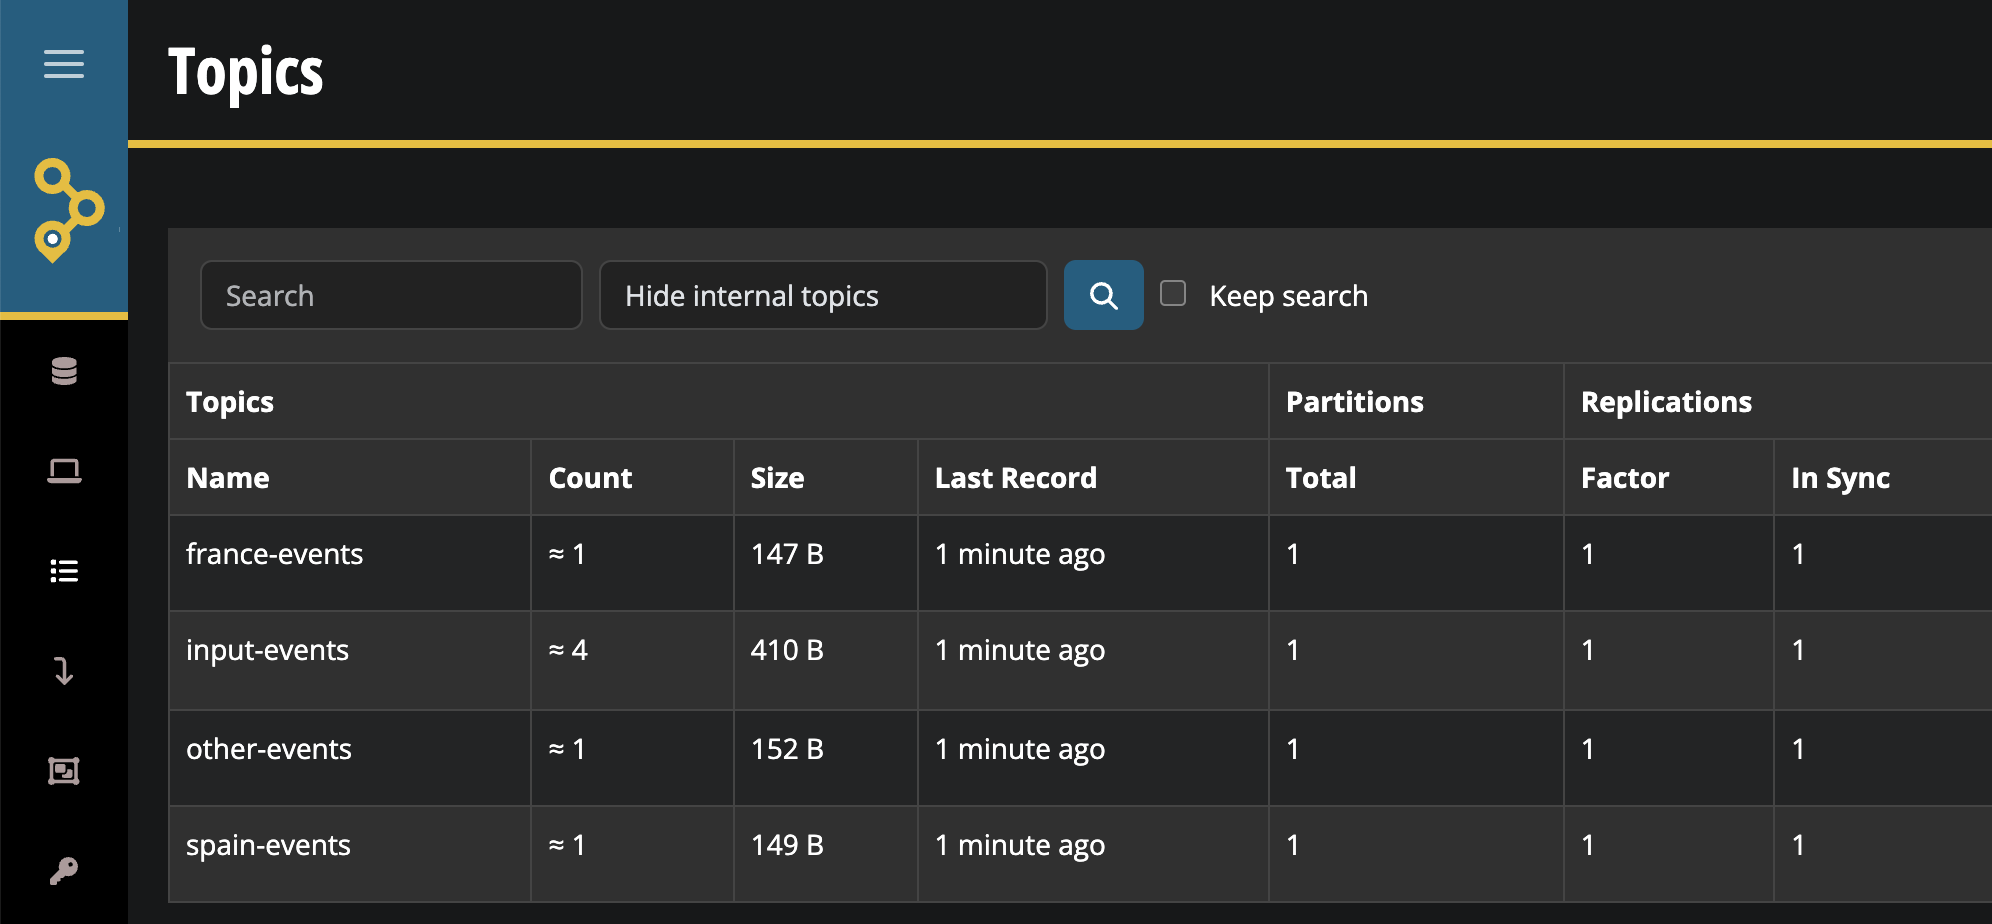 Topics
Search Hide internal topics Keep search
Topics Partitions Replications
Name Count Size Last Record Total Factor In Sync
france-events ≈ 1 147 B 1 minute ago 1 1 1
input-events ≈ 4 410 B 1 minute ago 1 1 1
other-events ≈ 1 152 B 1 minute ago 1 1 1
spain-events ≈ 1 149 B 1 minute ago 1 1 1